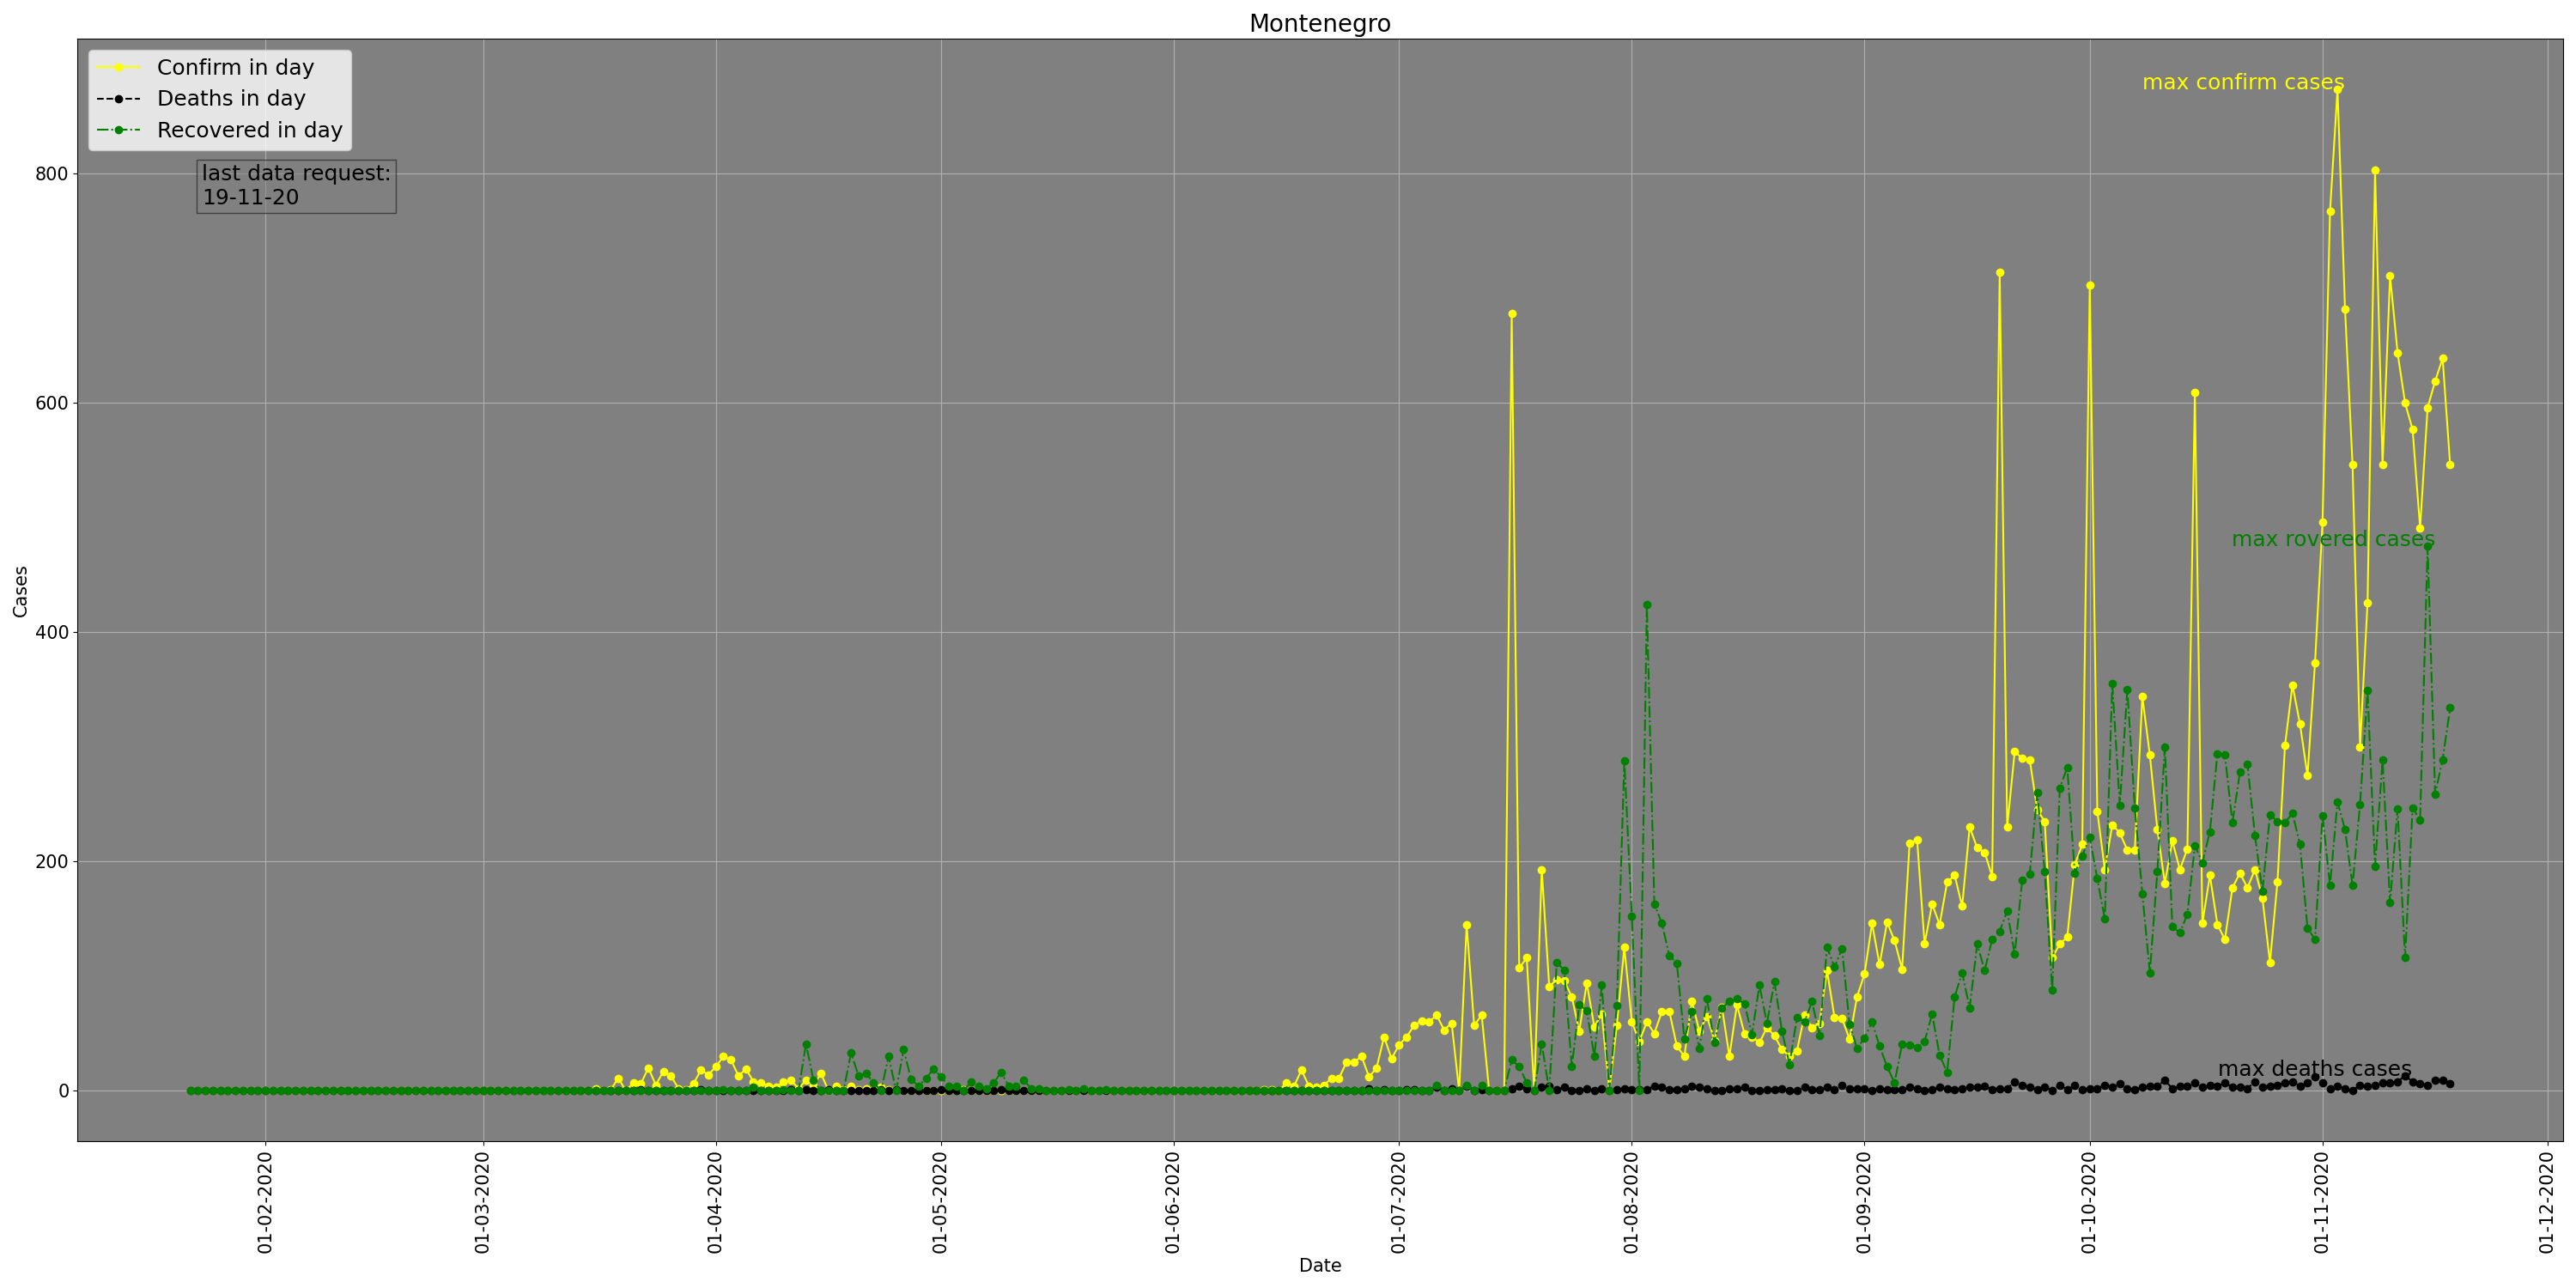 Montenegro
Confirm in day
Deaths in day
Recovered in day
last data request:
19-11-20
max confirm cases
max rovered cases
max deaths cases
Cases
800
600
400
200
0
01-02-2020
01-03-2020
01-04-2020
01-05-2020
01-06-2020
01-07-2020
01-08-2020
01-09-2020
01-10-2020
01-11-2020
01-12-2020
Date